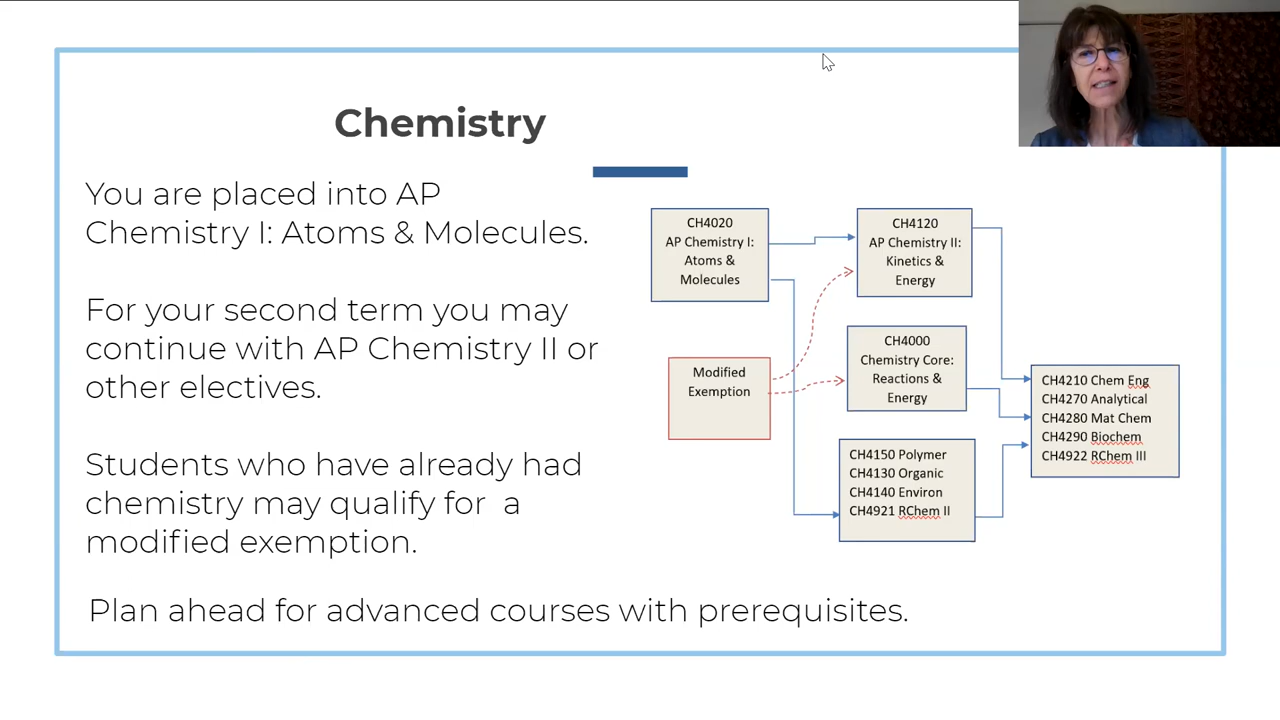 Chemistry
You are placed into AP
Chemistry I: Atoms & Molecules.
For your second term you may
continue with AP Chemistry II or
other electives.
Students who have already had
chemistry may qualify for a
modified exemption.
Plan ahead for advanced courses with prerequisites.
CH4020
AP Chemistry I:
Atoms &
Molecules
CH4120
AP Chemistry II:
Kinetics &
Energy
Modified
Exemption
CH4000
Chemistry Core:
Reactions &
Energy
CH4150 Polymer
CH4130 Organic
CH4140 Environ
CH4921 RChem II
CH4210 Chem Eng
CH4270 Analytical
CH4280 Mat Chem
CH4290 Biochem
CH4922 RChem III